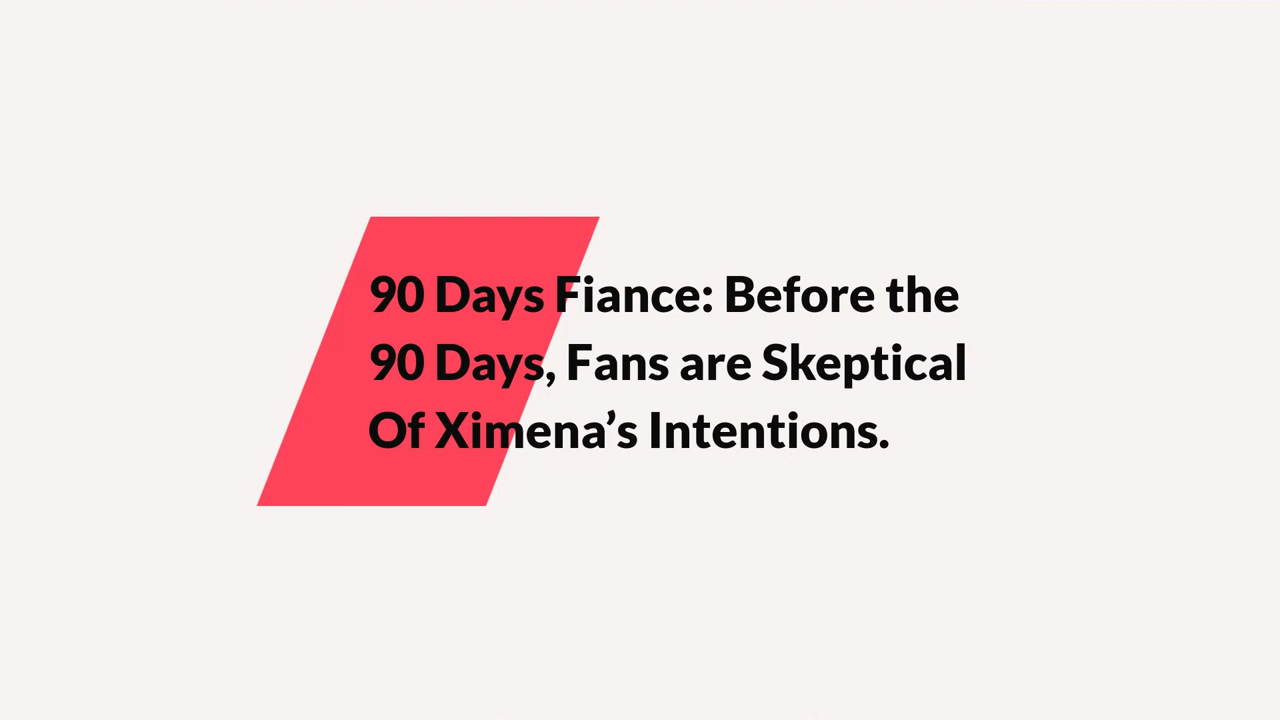 90 Days Fiance: Before the
90 Days, Fans are Skeptical
Of Ximena’s Intentions.